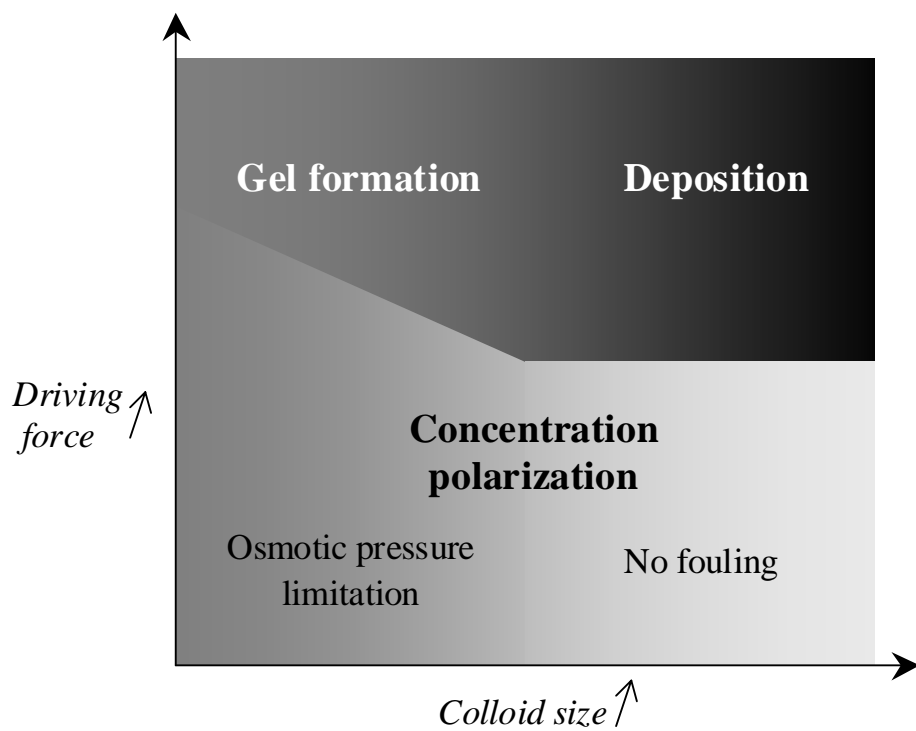 Gel formation
Deposition
Driving
force
Concentration
polarization
Osmotic pressure
limitation
No fouling
Colloid size